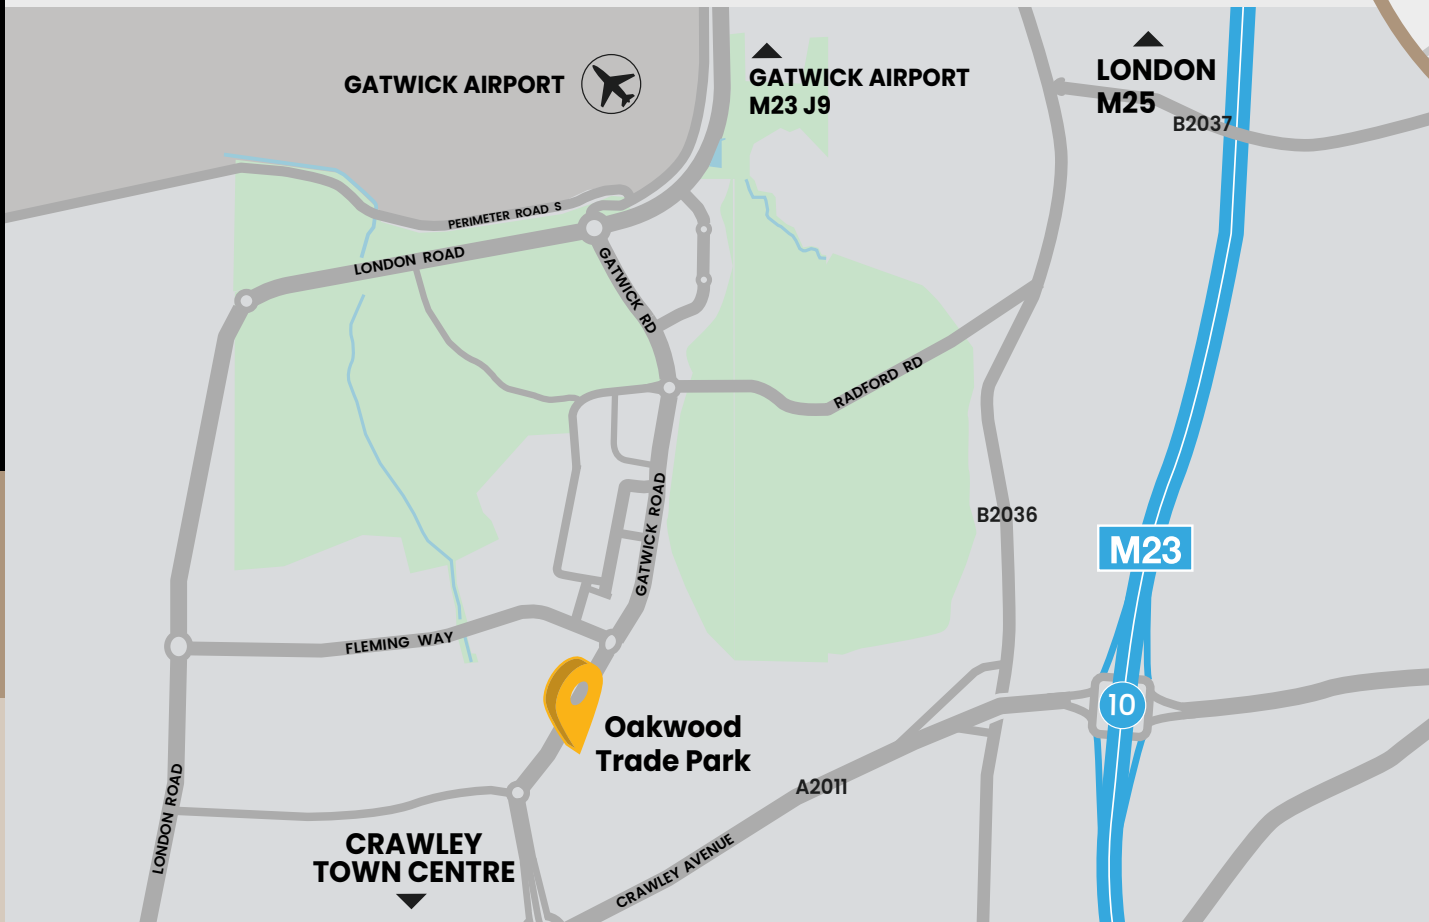 GATWICK AIRPORT
GATWICK AIRPORT
M23 J9
LONDON
M25
B2037
PERIMETER ROAD S
LONDON ROAD
GATWICK RD
RADFORD RD
GATWICK ROAD
B2036
M23
FLEMING WAY
10
Oakwood
Trade Park
A2011
LONDON ROAD
CRAWLEY
TOWN CENTRE
CRAWLEY AVENUE